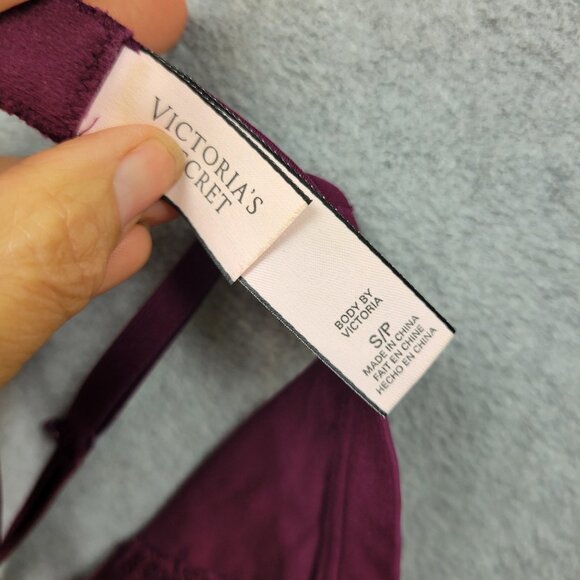 VICTORIA'S
CRET
BODY BY
VICTORIA
S/P
MADE IN CHINA
FAIT EN CHINE
HECHO EN CHINA